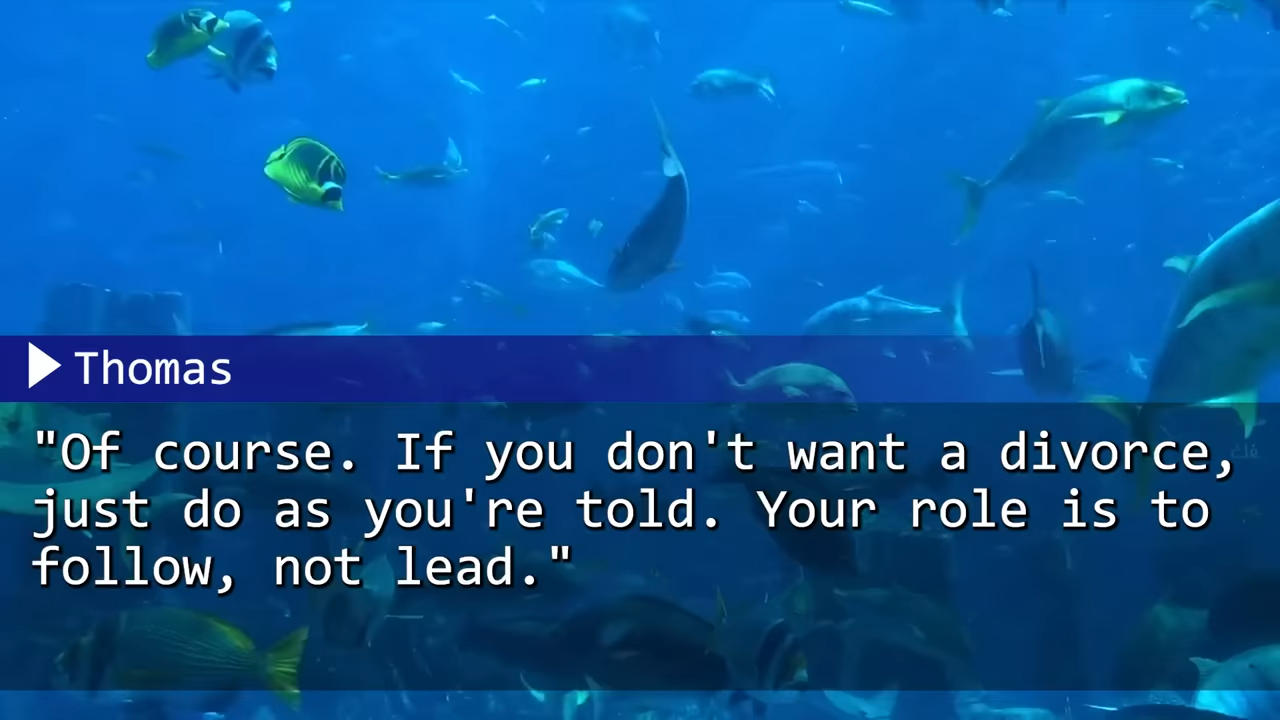 Thomas
"Of course. If you don't want a divorce,
just do as you're told. Your role is to
follow, not lead."